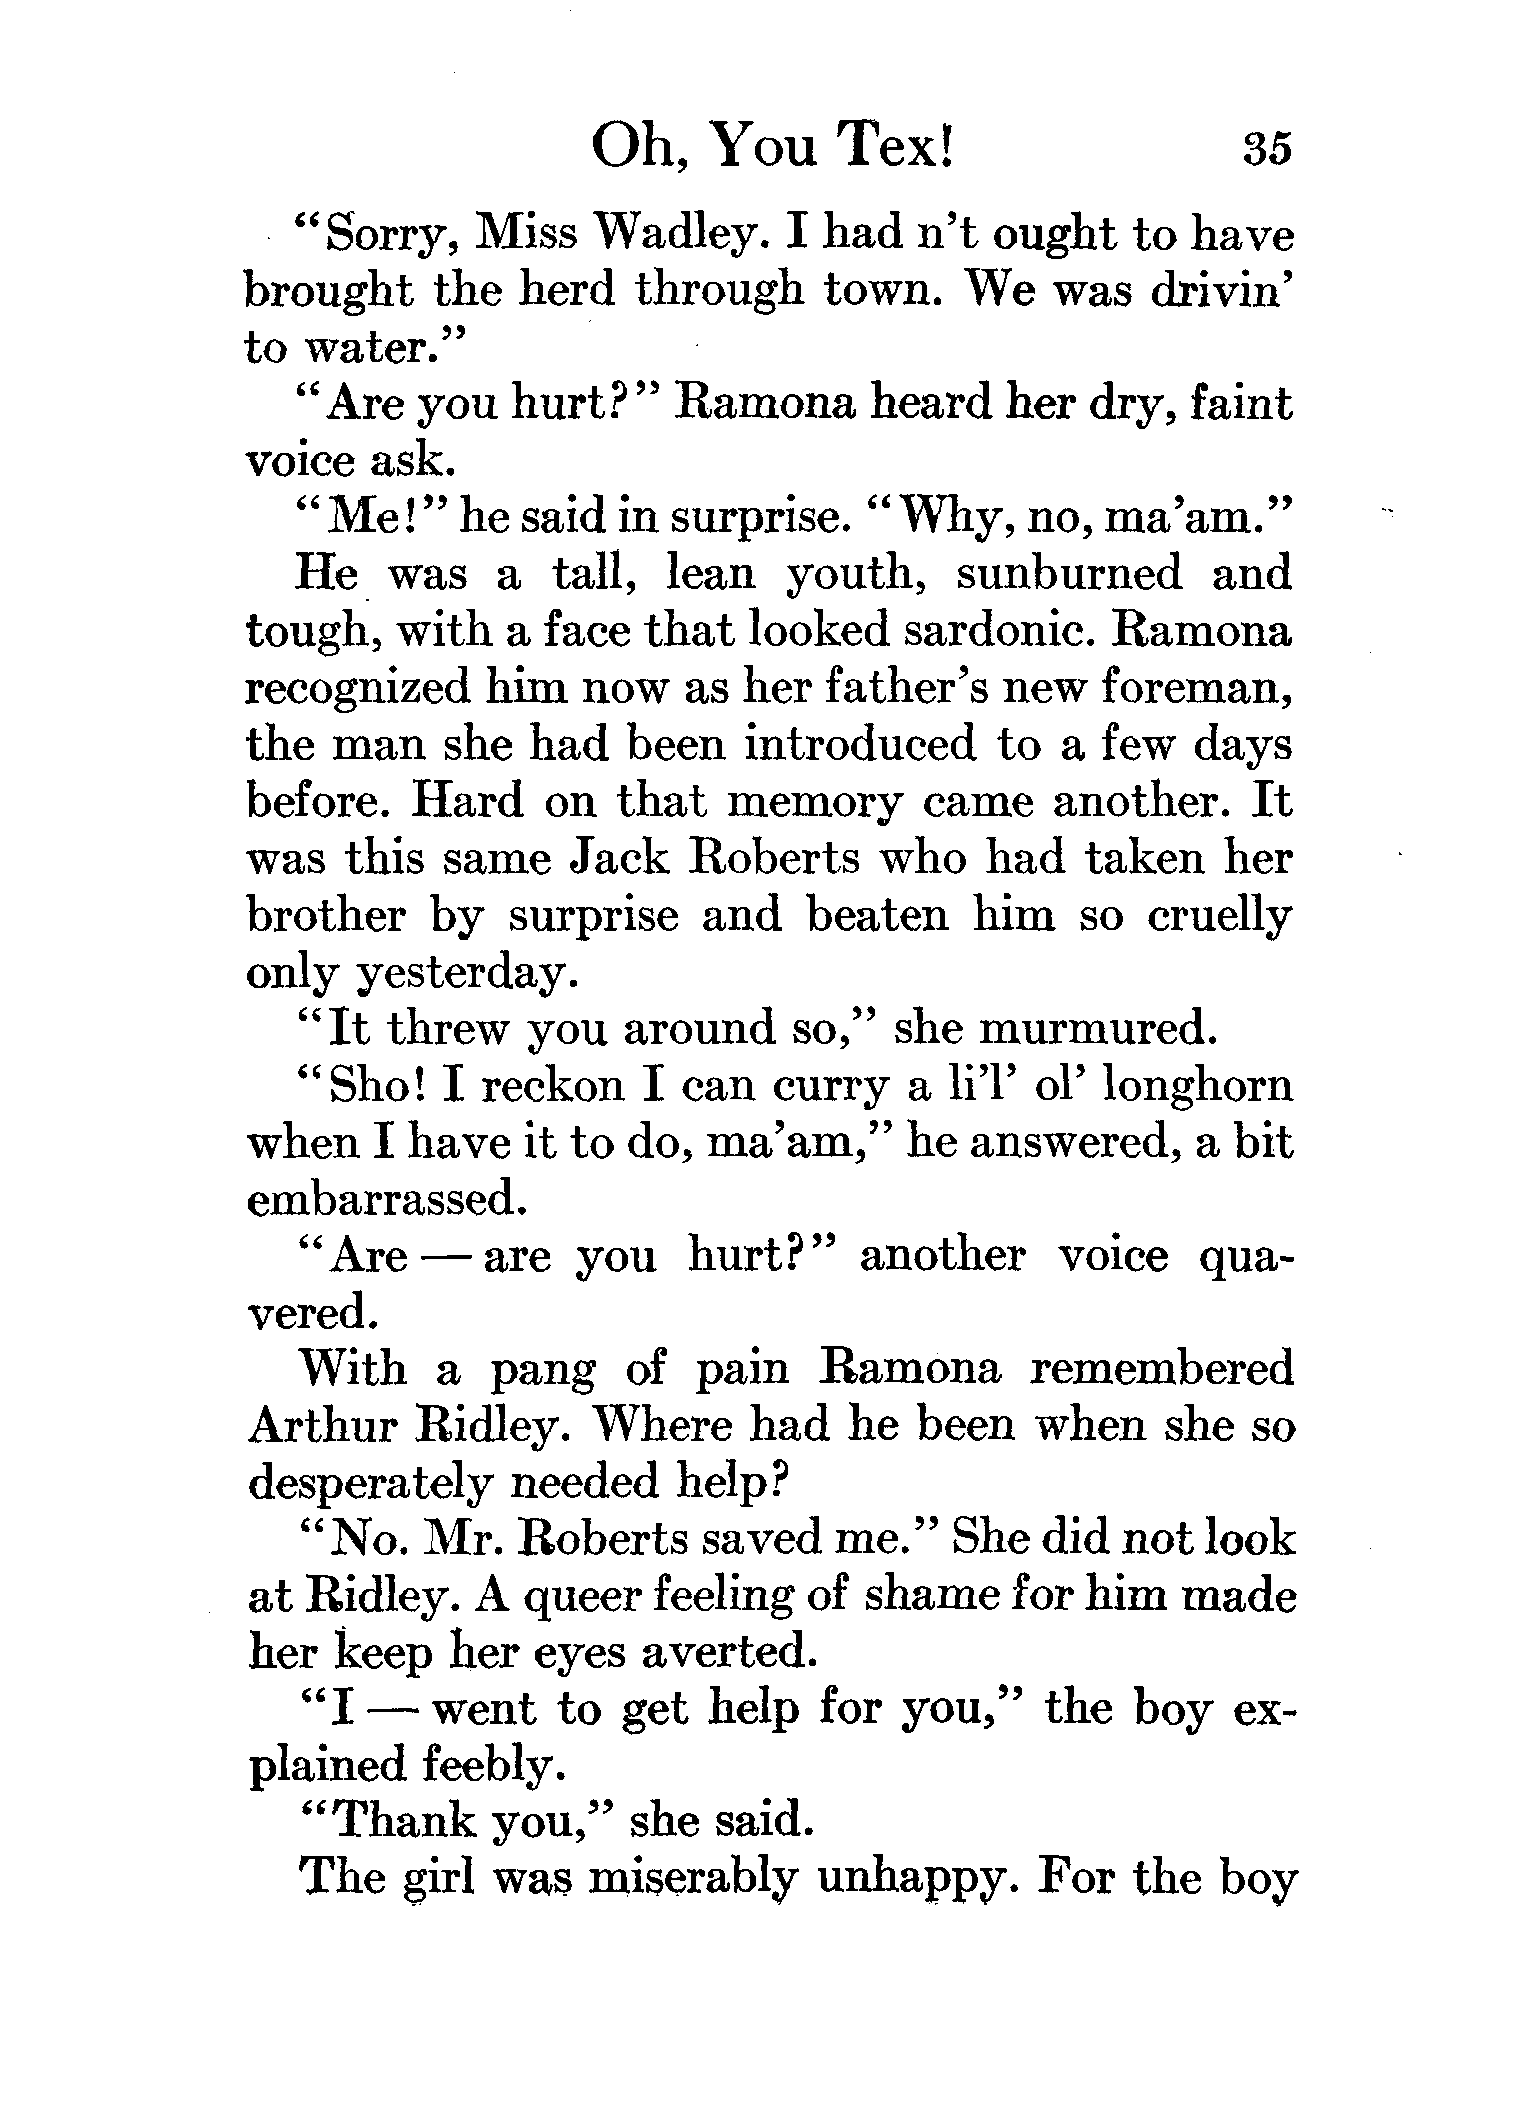 Oh, You Tex! 35
“Sorry, Miss Wadley. I had n’t ought to have
brought the herd through town. We was drivin’
to water.”
“Are you hurt?” Ramona heard her dry, faint
voice ask.
“Me!” he said in surprise. “Why, no, ma’am.”
He was a tall, lean youth, sunburned and
tough, with a face that looked sardonic. Ramona
recognized him now as her father’s new foreman,
the man she had been introduced to a few days
before. Hard on that memory came another. It
was this same Jack Roberts who had taken her
brother by surprise and beaten him so cruelly
only yesterday.
“It threw you around so,” she murmured.
“Sho! I reckon I can curry a li’l’ ol’ longhorn
when I have it to do, ma’am,” he answered, a bit
embarrassed.
“Are — are you hurt?” another voice qua-
vered.
With a pang of pain Ramona remembered
Arthur Ridley. Where had he been when she so
desperately needed help?
“No. Mr. Roberts saved me.” She did not look
at Ridley. A queer feeling of shame for him made
her keep her eyes averted.
“I — went to get help for you,” the boy ex-
plained feebly.
“Thank you,” she said.
The girl was miserably unhappy. For the boy